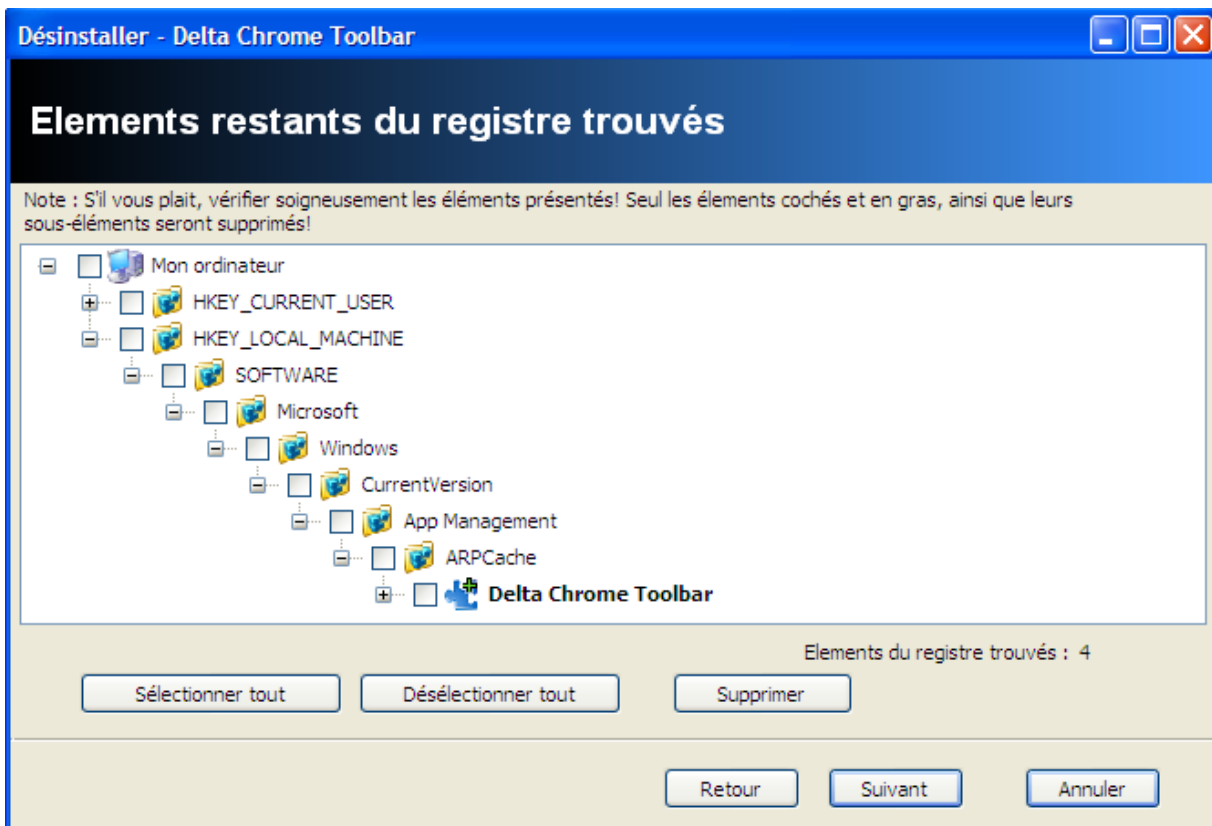 Désinstaller - Delta Chrome Toolbar
Elements restants du registre trouvés
Note : S'il vous plait, vérifier soigneusement les éléments présentés! Seul les élements cochés et en gras, ainsi que leurs
sous-éléments seront supprimés!
Mon ordinateur
HKEY_CURRENT_USER
HKEY_LOCAL_MACHINE
SOFTWARE
Microsoft
Windows
CurrentVersion
App Management
ARPCache
Delta Chrome Toolbar
Elements du registre trouvés : 4
Sélectionner tout
Désélectionner tout
Supprimer
Retour
Suivant
Annuler